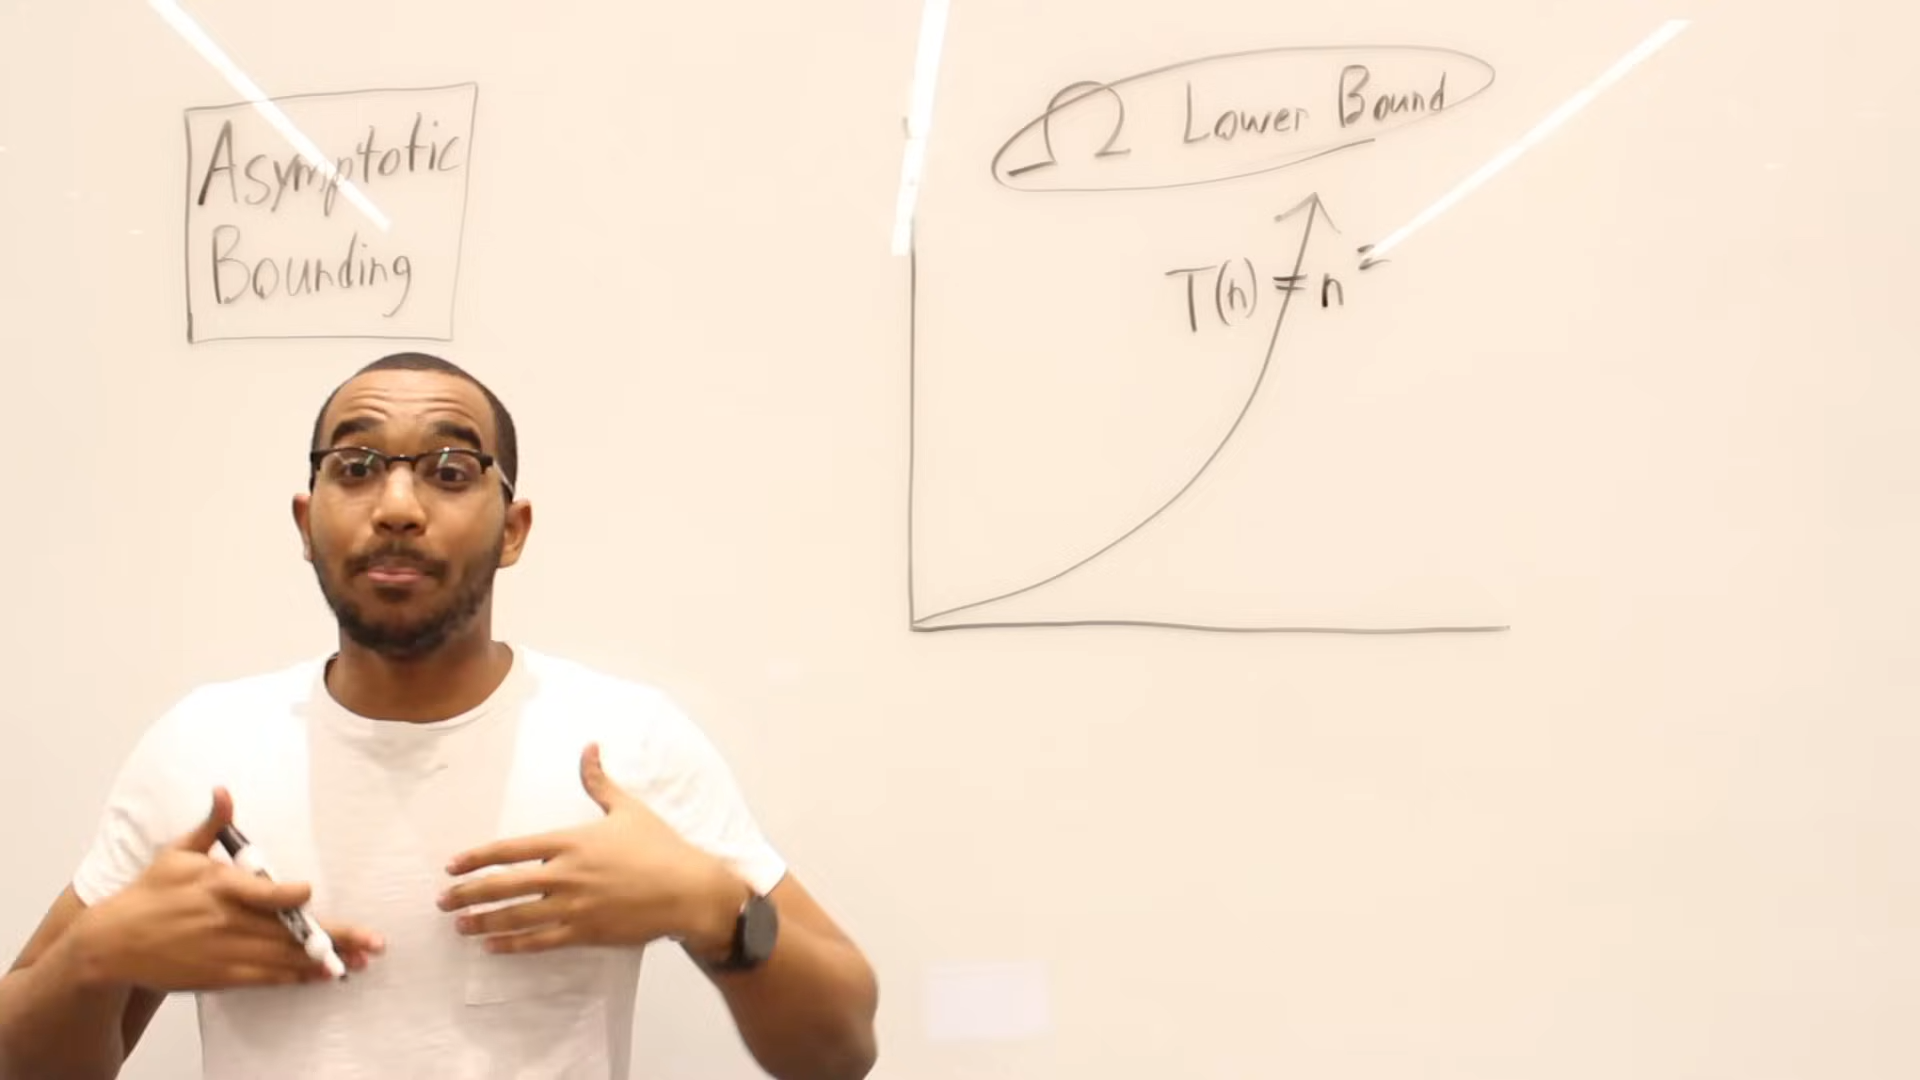 Asymptotic
Bounding
Ω Lower Bound
T(n) = n²